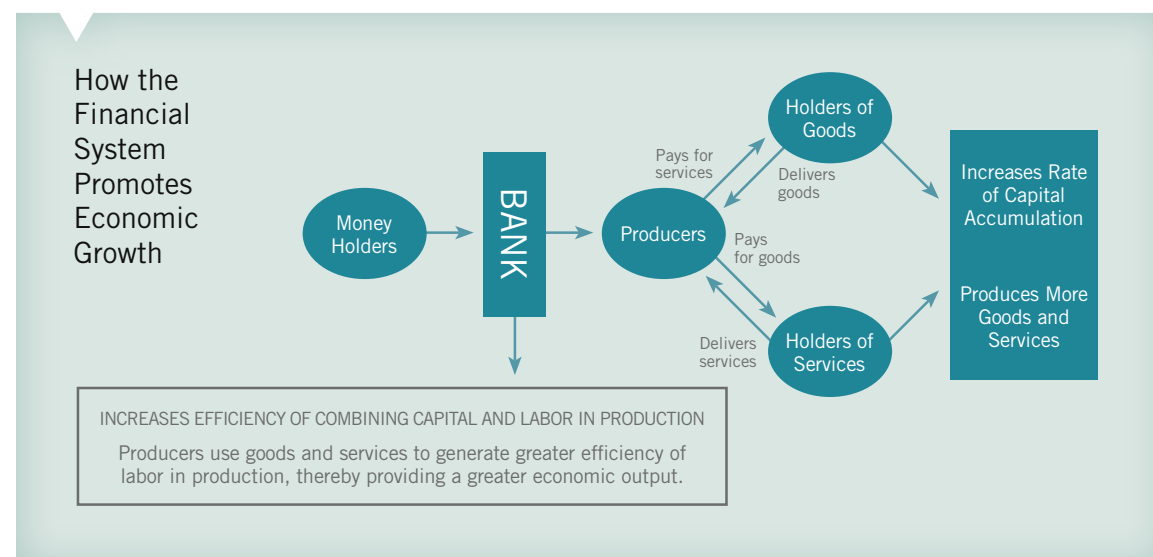 How the
Financial
System
Promotes
Economic
Growth
Money
Holders
BANK
Producers
Pays for
services
Delivers
goods
Holders of
Goods
Pays
for goods
Delivers
services
Holders of
Services
Increases Rate
of Capital
Accumulation
Produces More
Goods and
Services
INCREASES EFFICIENCY OF COMBINING CAPITAL AND LABOR IN PRODUCTION
Producers use goods and services to generate greater efficiency of
labor in production, thereby providing a greater economic output.